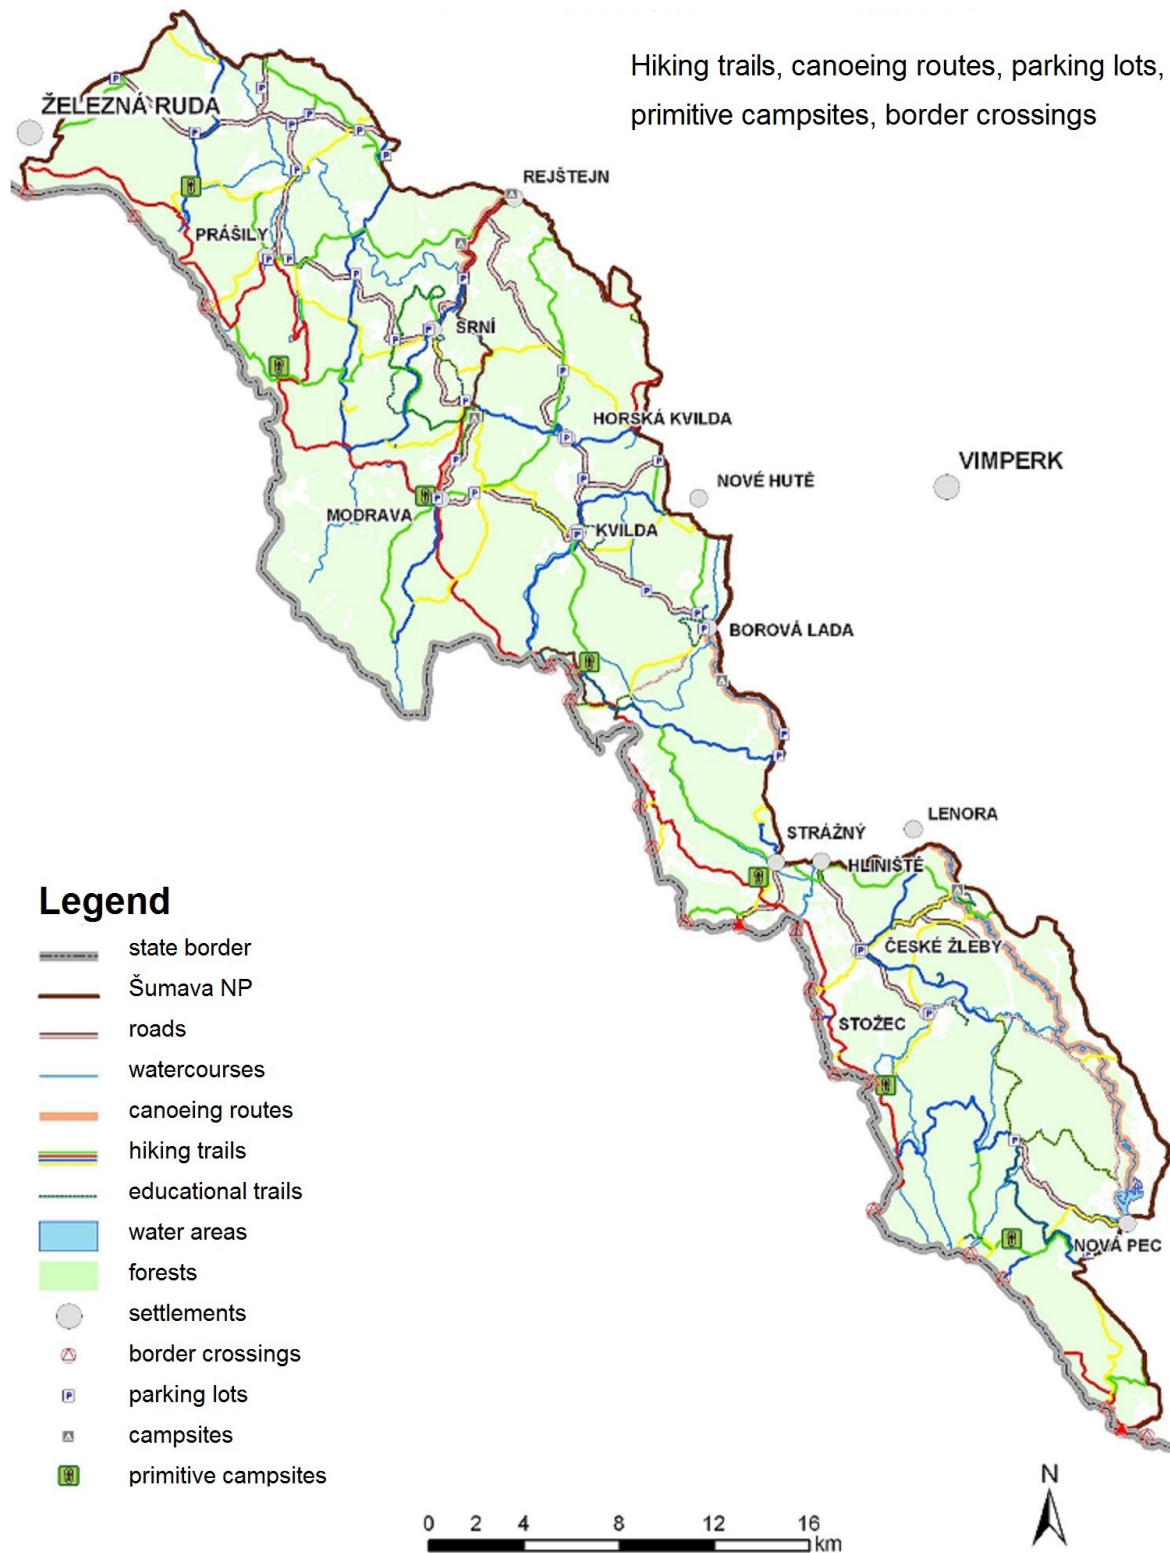 Hiking trails, canoeing routes, parking lots,
primitive campsites, border crossings
ŽELEZNÁ RUDA
REJŠTEJN
PRÁŠILY
SRNÍ
HORSKÁ KVILDA
VIMPERK
NOVÉ HUTĚ
MODRAVA
KVILDA
BOROVÁ LADA
LENORA
STRÁŽNÝ
HLINIŠTĚ
ČESKÉ ŽLEBY
STOŽEC
NOVÁ PEC
Legend
state border
Šumava NP
roads
watercourses
canoeing routes
hiking trails
educational trails
water areas
forests
settlements
border crossings
parking lots
campsites
primitive campsites
0 2 4 8 12 16
km
N